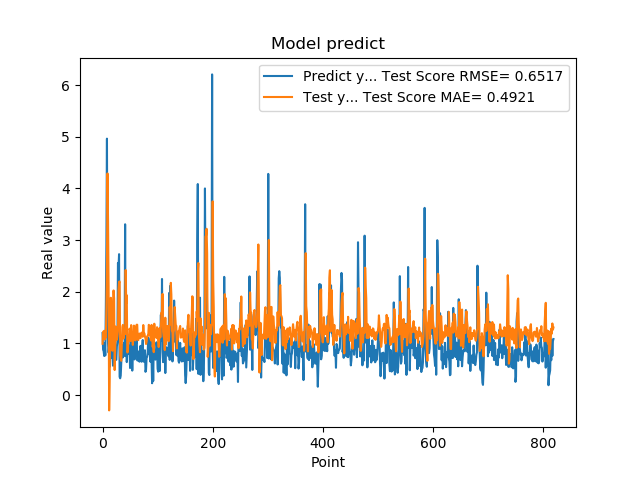 Model predict
Predict y... Test Score RMSE= 0.6517
Test y... Test Score MAE= 0.4921
Real value
6
5
4
3
2
1
0
0 200 400 600 800
Point